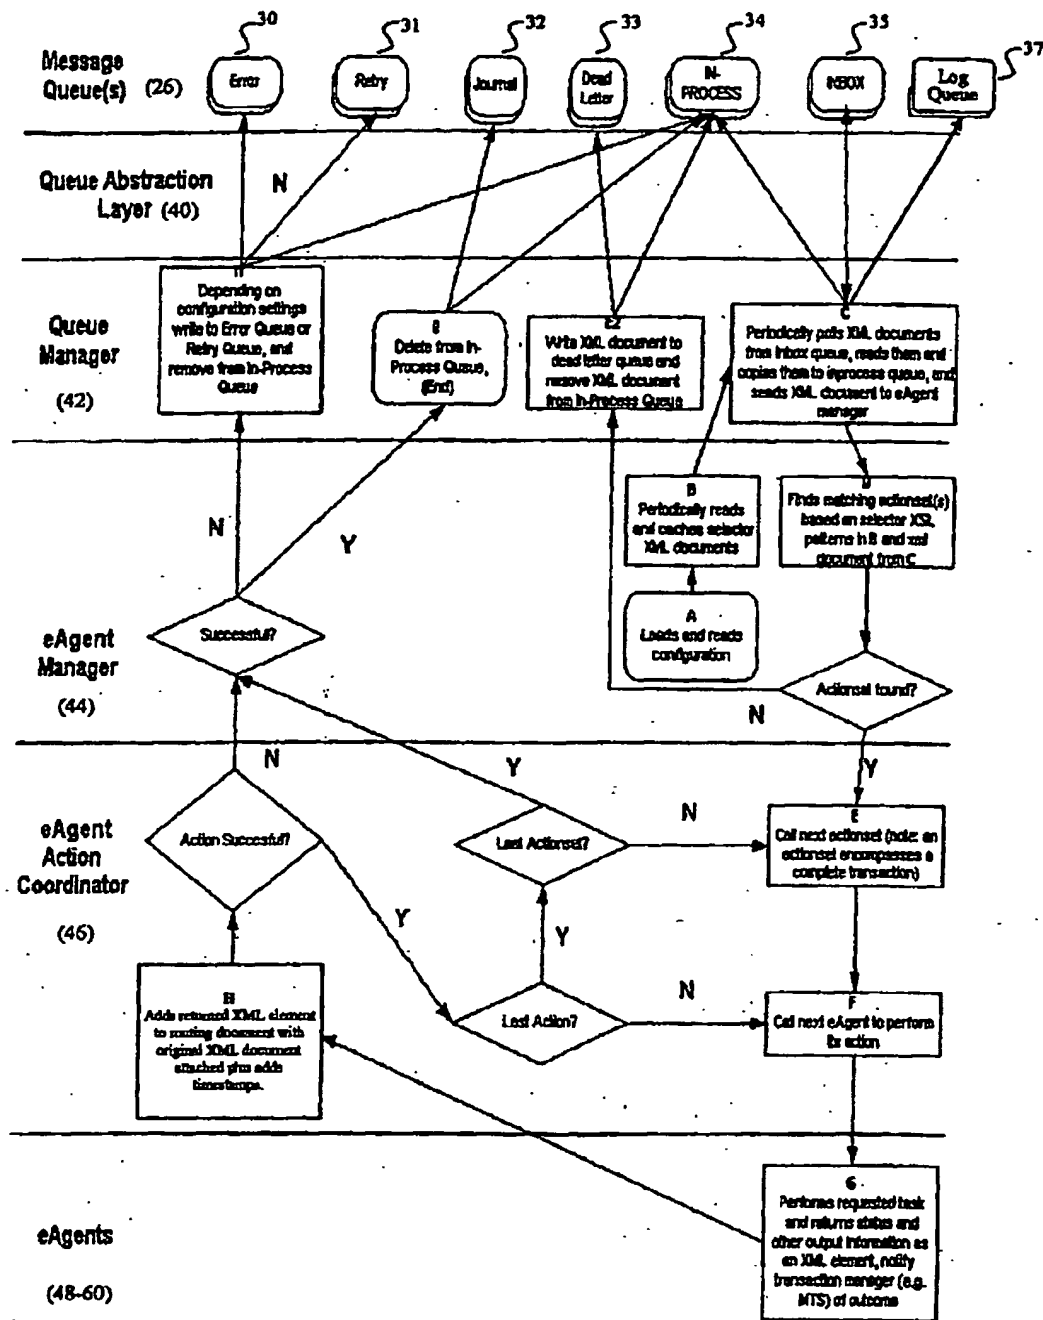 30
31
32
33
34
35
37
Message
Queue(s) (26)
Error
Retry
Journal
Dead
Letter
IN-
PROCESS
INBOX
Log
Queue
Queue Abstraction
Layer (40)
N
Queue
Manager
(42)
Depending on
configuration settings
write to Error Queue or
Retry Queue, and
remove from In-Process
Queue
Delete from In-
Process Queue,
(End)
E2
Write XML document to
dead letter queue and
remove XML document
from In-Process Queue
C
Periodically polls XML documents
from Inbox queue, reads them and
copies them to inprocess queue, and
sends XML document to eAgent
manager
N
Y
B
Periodically reads
and caches selector
XML documents
D
Finds matching actionset(s)
based on selector XSL
patterns in B and xml
document from C
A
Loads and reads
configuration
eAgent
Manager
(44)
Successful?
Actionset found?
N
Y
N
Y
eAgent
Action
Coordinator
(46)
Action Successful?
Last Actionset?
N
E
Call next actionset (note: an
actionset encompasses a
complete transaction)
Y
Y
H
Adds returned XML element
to routing document with
original XML document
attached plus adds
timestamps.
Last Action?
N
F
Call next eAgent to perform
its action
eAgents
(48-60)
G
Performs requested task
and returns status and
other output information as
an XML element, notify
transaction manager (e.g.
MTS) of outcome